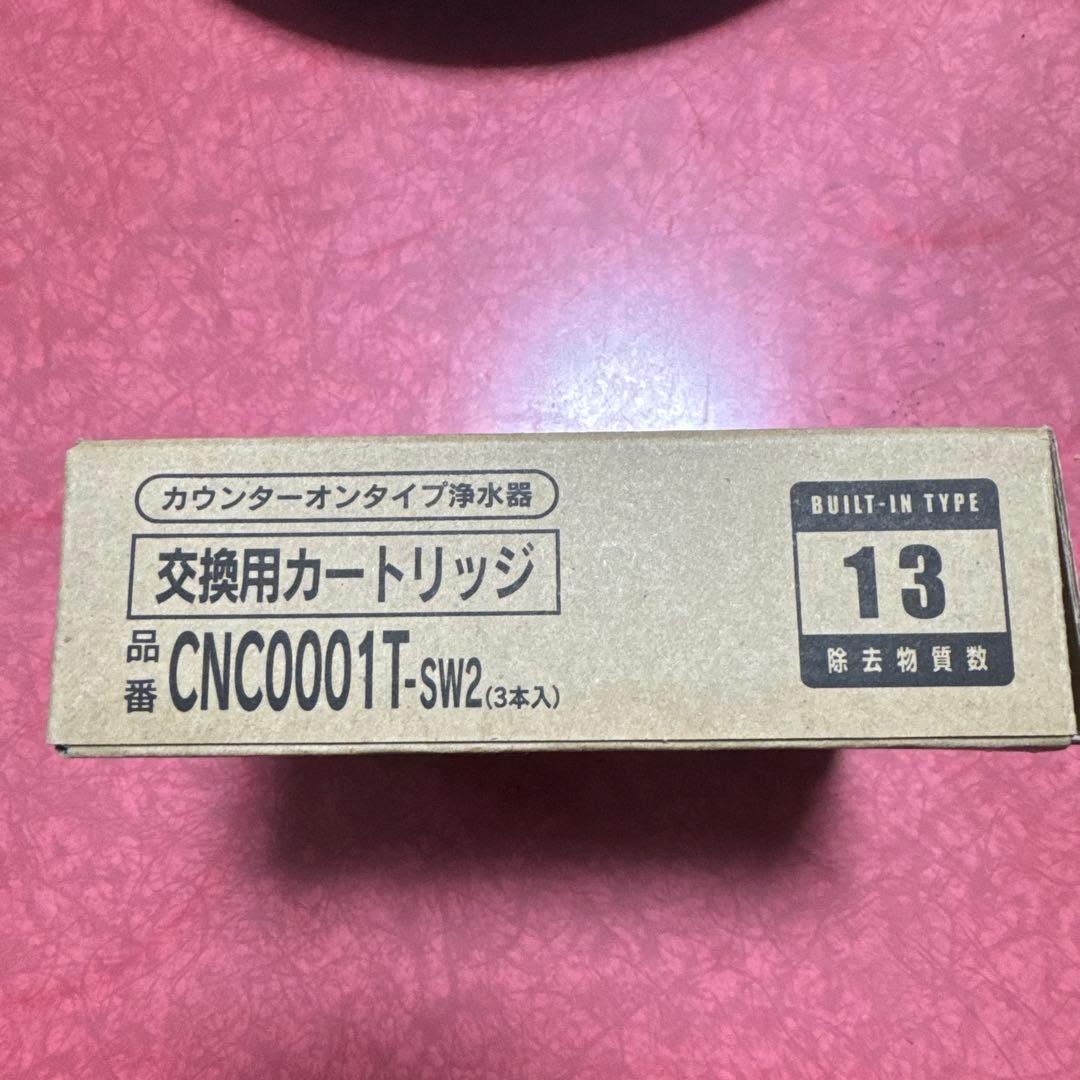 カウンターオンタイプ浄水器
交換用カートリッジ
品番 CNC0001T-SW2(3本入)
BUILT-IN TYPE
13
除去物質数